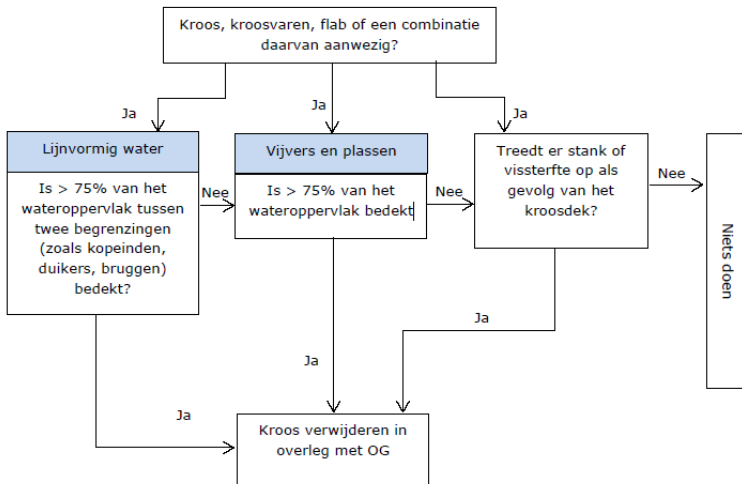 Kroos, kroosvaren, flab of een combinatie
daarvan aanwezig?
Ja
Ja
Ja
Lijnvormig water
Is > 75% van het
wateroppervlak tussen
twee begrenzingen
(zoals kopeinden,
duikers, bruggen)
bedekt?
Nee
Vijvers en plassen
Is > 75% van het
wateroppervlak bedekt
Nee
Treedt er stank of
vissterfte op als
gevolg van het
kroosdek?
Nee
Niets doen
Ja
Ja
Ja
Kroos verwijderen in
overleg met OG